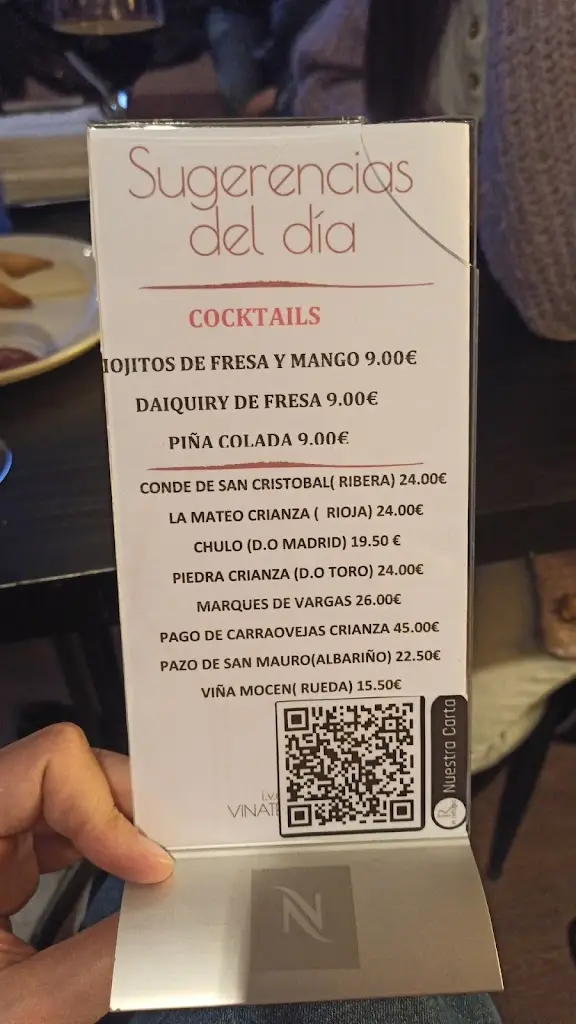 Sugerencias
del día
COCKTAILS
IOJITOS DE FRESA Y MANGO 9.00€
DAIQUIRY DE FRESA 9.00€
PIÑA COLADA 9.00€
CONDE DE SAN CRISTOBAL( RIBERA) 24.00€
LA MATEO CRIANZA ( RIOJA) 24.00€
CHULO (D.O MADRID) 19.50 €
PIEDRA CRIANZA (D.O TORO) 24.00€
MARQUES DE VARGAS 26.00€
PAGO DE CARRAOVEJAS CRIANZA 45.00€
PAZO DE SAN MAURO(ALBARIÑO) 22.50€
VIÑA MOCEN( RUEDA) 15.50€
Nuestra Carta
N